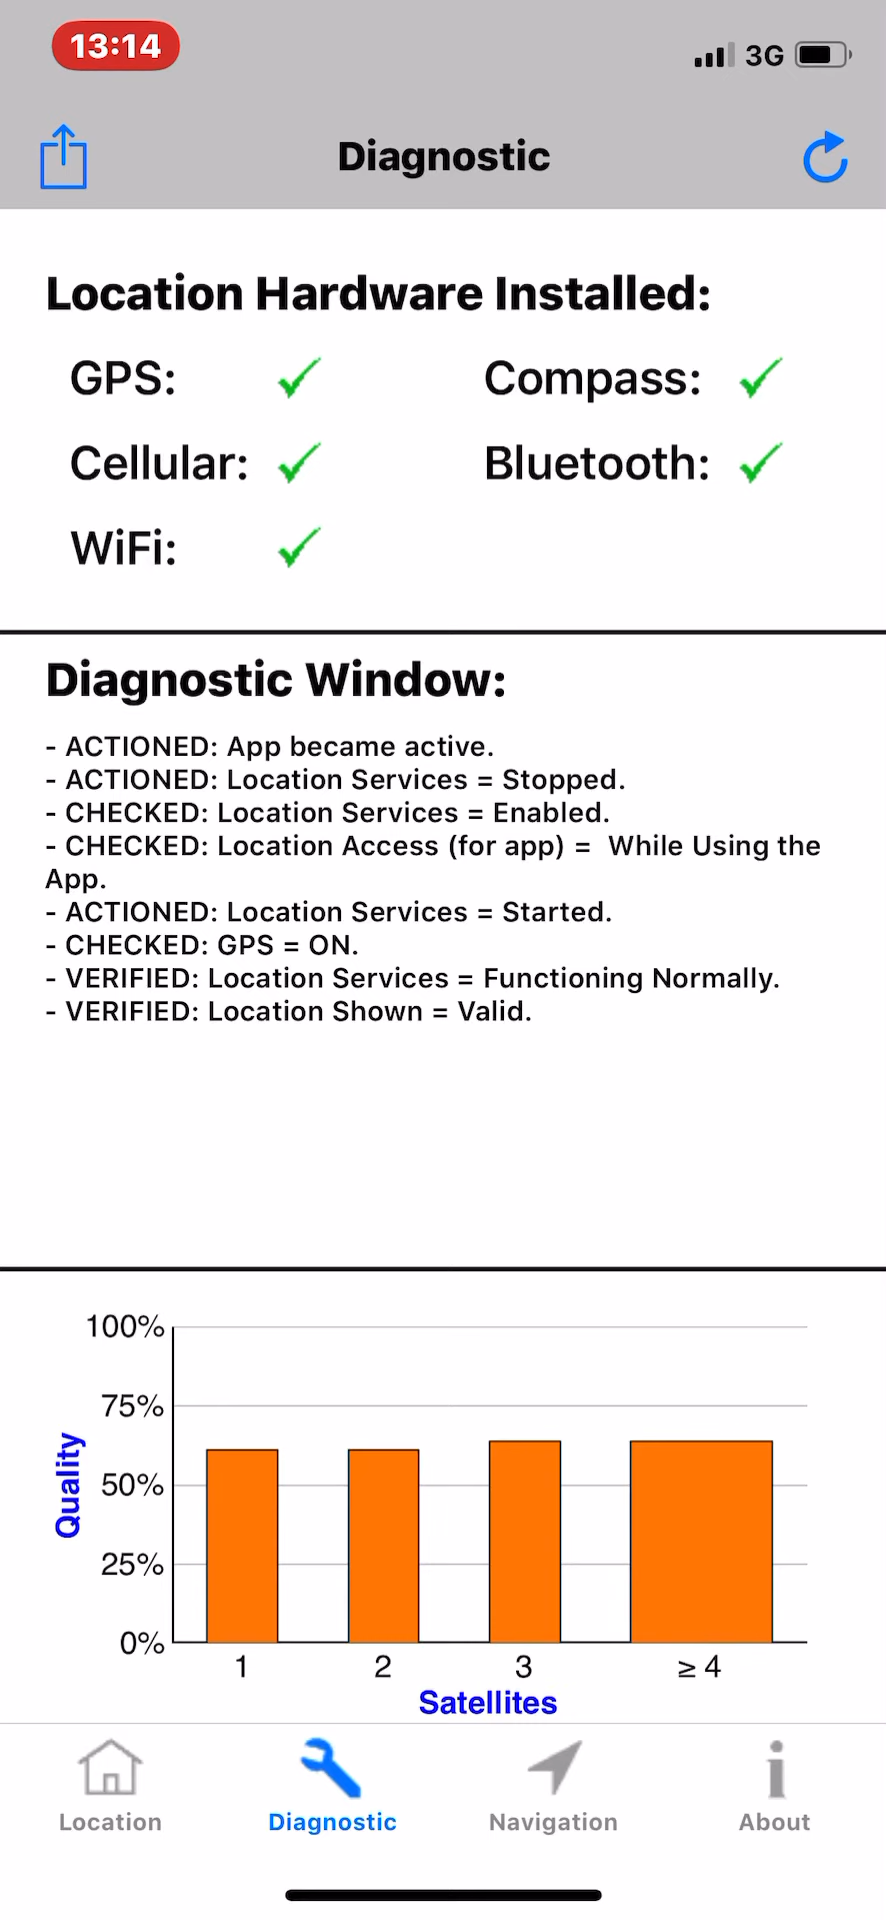 13:14
3G
Diagnostic
Location Hardware Installed:
GPS:
Compass:
Cellular:
Bluetooth:
WiFi:
Diagnostic Window:
- ACTIONED: App became active.
- ACTIONED: Location Services = Stopped.
- CHECKED: Location Services = Enabled.
- CHECKED: Location Access (for app) =  While Using the
App.
- ACTIONED: Location Services = Started.
- CHECKED: GPS = ON.
- VERIFIED: Location Services = Functioning Normally.
- VERIFIED: Location Shown = Valid.
100%
75%
50%
25%
0%
Quality
1 2 3 ≥ 4
Satellites
Location Diagnostic Navigation About